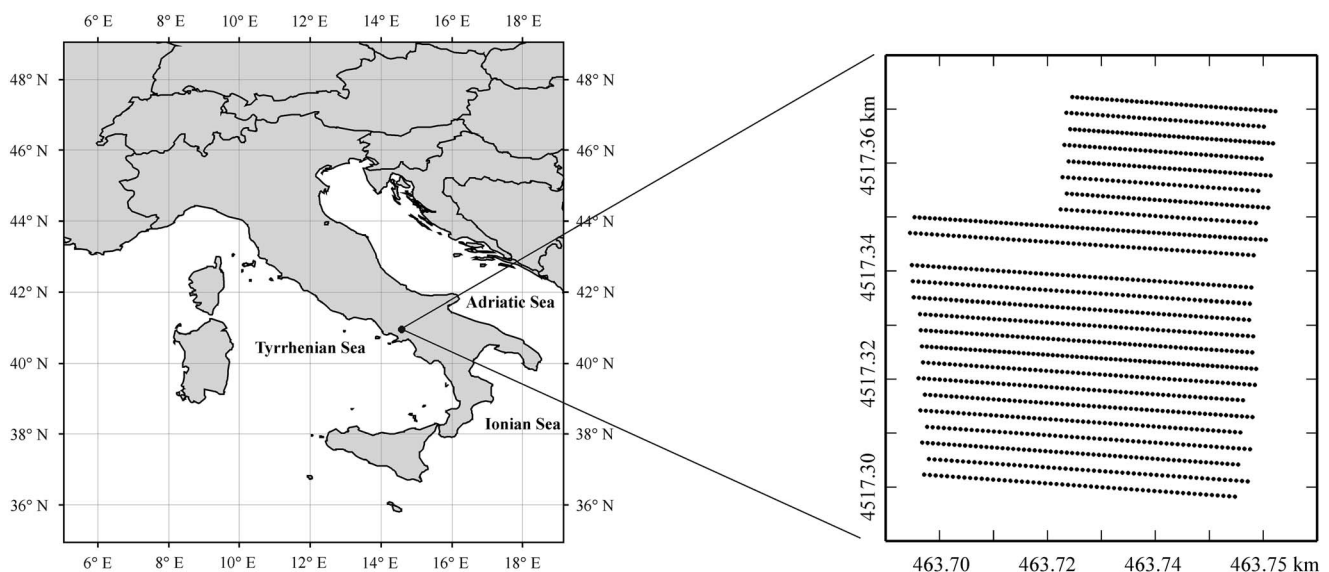 6° E 8° E 10° E 12° E 14° E 16° E 18° E
48° N 48° N
46° N 46° N
44° N 44° N
42° N 42° N
40° N 40° N
38° N 38° N
36° N 36° N
Adriatic Sea
Tyrrhenian Sea
Ionian Sea
6° E 8° E 10° E 12° E 14° E 16° E 18° E
4517.36 km
4517.34
4517.32
4517.30
463.70 463.72 463.74 463.75 km